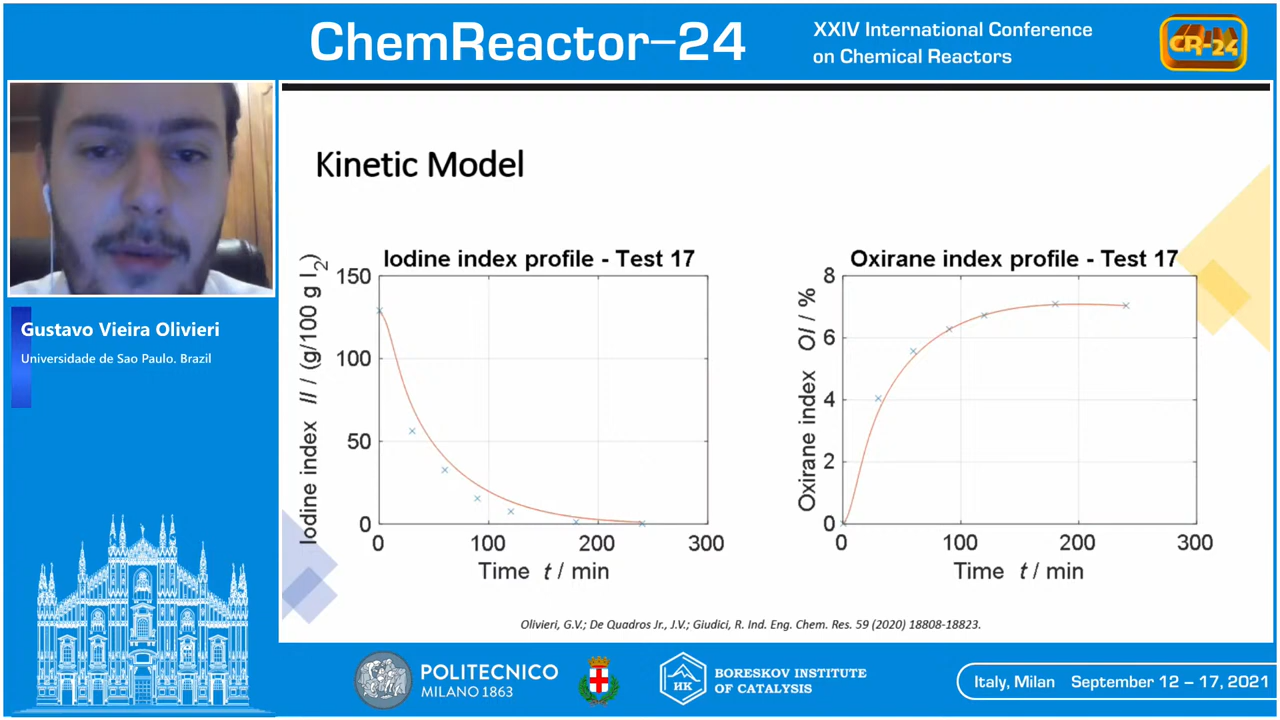 ChemReactor-24
XXIV International Conference
on Chemical Reactors
CR-24
Gustavo Vieira Olivieri
Universidade de Sao Paulo. Brazil
Kinetic Model
Iodine index profile - Test 17
Iodine index II / (g/100 g I2)
150
100
50
0
0 100 200 300
Time t / min
Oxirane index profile - Test 17
Oxirane index OI / %
8
6
4
2
0
0 100 200 300
Time t / min
Olivieri, G.V.; De Quadros Jr., J.V.; Giudici, R. Ind. Eng. Chem. Res. 59 (2020) 18808-18823.
POLITECNICO
MILANO 1863
НК
BORESKOV INSTITUTE
OF CATALYSIS
Italy, Milan September 12 – 17, 2021